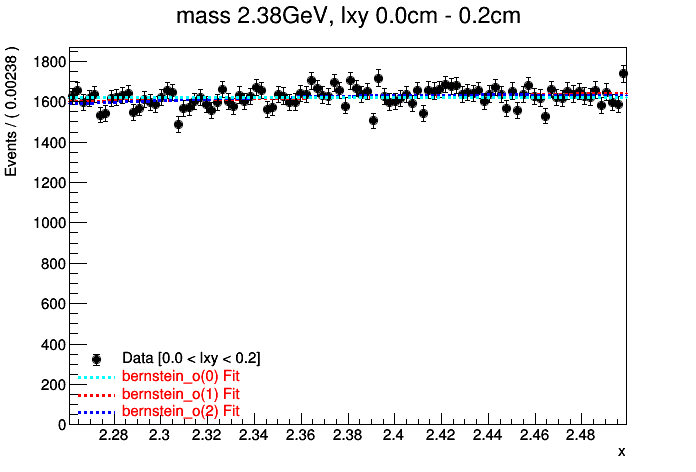 mass 2.38GeV, lxy 0.0cm - 0.2cm
Events / ( 0.00238 )
1800
1600
1400
1200
1000
800
600
400
200
0
Data [0.0 < lxy < 0.2]
bernstein_o(0) Fit
bernstein_o(1) Fit
bernstein_o(2) Fit
2.28 2.3 2.32 2.34 2.36 2.38 2.4 2.42 2.44 2.46 2.48
x